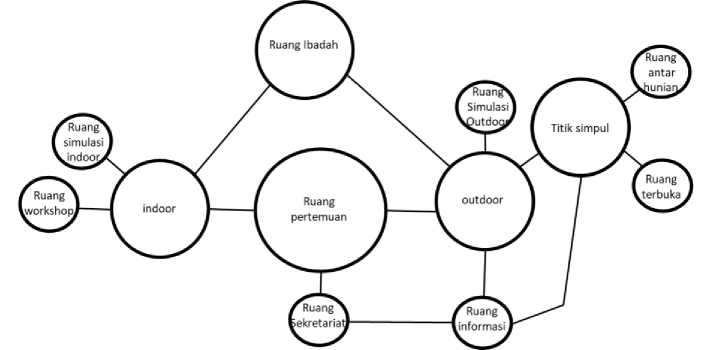 Ruang Ibadah
Ruang
antar
hunian
Ruang
Simulasi
Outdoor
Titik simpul
Ruang
simulasi
indoor
Ruang
terbuka
Ruang
workshop
indoor
Ruang
pertemuan
outdoor
Ruang
Sekretariat
Ruang
informasi